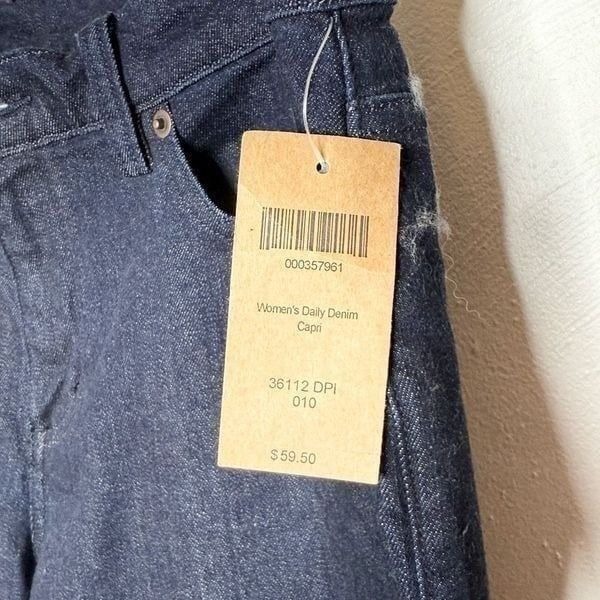 000357961
Women's Daily Denim
Capri
36112 DPI
010
$59.50